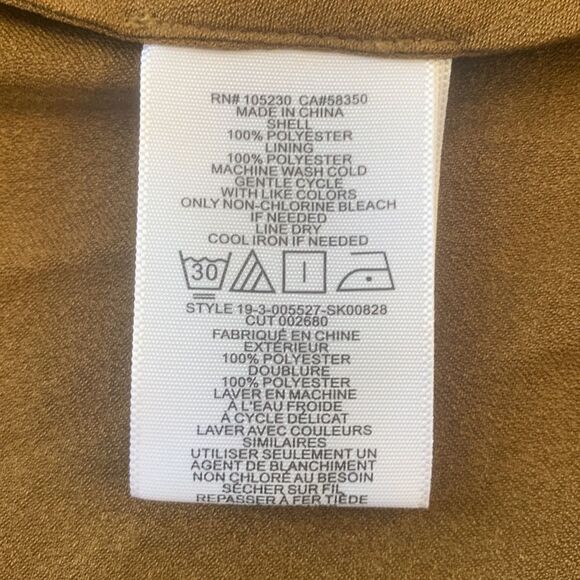 RN# 105230 CA#58350
MADE IN CHINA
SHELL
100% POLYESTER
LINING
100% POLYESTER
MACHINE WASH COLD
GENTLE CYCLE
WITH LIKE COLORS
ONLY NON-CHLORINE BLEACH
IF NEEDED
LINE DRY
COOL IRON IF NEEDED
30
STYLE 19-3-005527-SK00828
CUT 002680
FABRIQUÉ EN CHINE
EXTÉRIEUR
100% POLYESTER
DOUBLURE
100% POLYESTER
LAVER EN MACHINE
À L'EAU FROIDE
À CYCLE DÉLICAT
LAVER AVEC COULEURS
SIMILAIRES
UTILISER SEULEMENT UN
AGENT DE BLANCHIMENT
NON CHLORÉ AU BESOIN
SÉCHER SUR FIL
REPASSER À FER TIÈDE